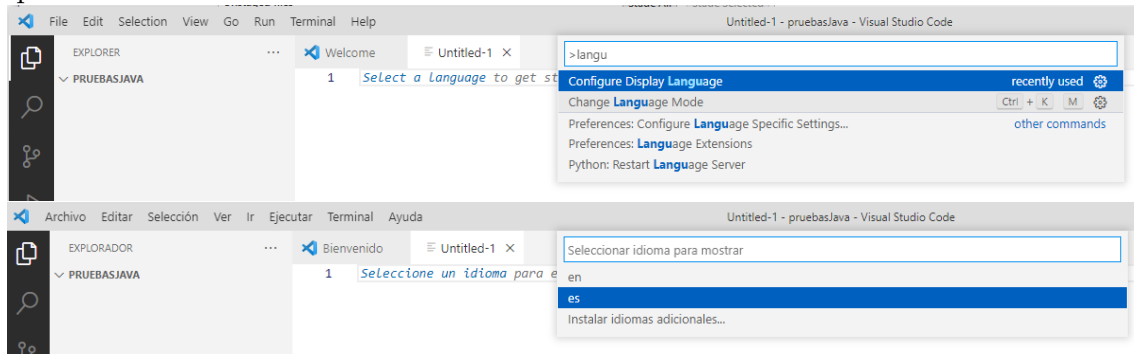 File Edit Selection View Go Run Terminal Help Untitled-1 - pruebasJava - Visual Studio Code
EXPLORER ... Welcome Untitled-1 ×
>langu
PRUEBASJAVA
1 Select a language to get st
Configure Display Language recently used
Change Language Mode Ctrl + K M
Preferences: Configure Language Specific Settings... other commands
Preferences: Language Extensions
Python: Restart Language Server
Archivo Editar Selección Ver Ir Ejecutar Terminal Ayuda Untitled-1 - pruebasJava - Visual Studio Code
EXPLORADOR ... Bienvenido Untitled-1 ×
Seleccionar idioma para mostrar
PRUEBASJAVA
1 Seleccione un idioma para e
en
es
Instalar idiomas adicionales...